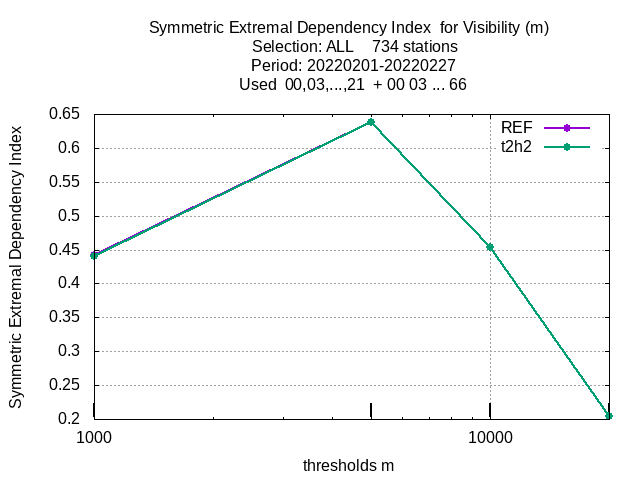 Symmetric Extremal Dependency Index  for Visibility (m)
Selection: ALL    734 stations
Period: 20220201-20220227
Used  00,03,...,21  + 00 03 ... 66
Symmetric Extremal Dependency Index
0.65
0.6
0.55
0.5
0.45
0.4
0.35
0.3
0.25
0.2
REF
t2h2
1000
10000
thresholds m